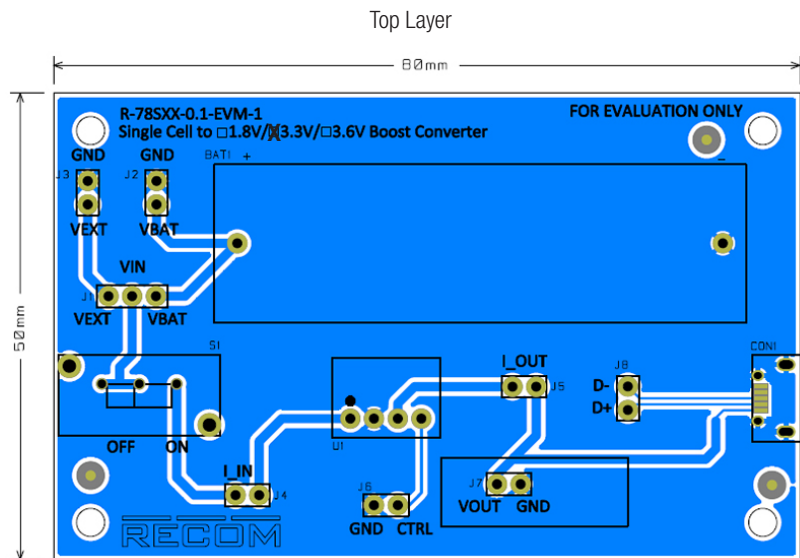 Top Layer
80mm
50mm
R-78SXX-0.1-EVM-1
FOR EVALUATION ONLY
Single Cell to □1.8V/☒3.3V/□3.6V Boost Converter
GND GND
BAT1 + -
J3 J2
VEXT VBAT
VIN
J1
VEXT VBAT
S1
CON1
I_OUT
J8
J5
D-
D+
OFF ON
U1
I_IN
J4
J6
J7
VOUT GND
GND CTRL
RECOM